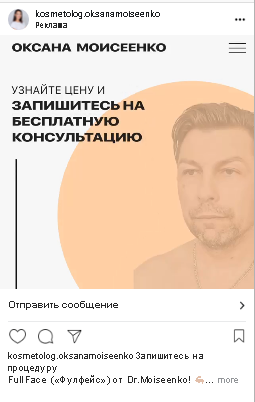 kosmetolog.oksanamoiseenko
Реклама
ОКСАНА МОИСЕЕНКО
УЗНАЙТЕ ЦЕНУ И
ЗАПИШИТЕСЬ НА
БЕСПЛАТНУЮ
КОНСУЛЬТАЦИЮ
Отправить сообщение
kosmetolog.oksanamoiseenko Запишитесь на
процедуру
Full Face («Фулфейс») от Dr.Moiseenko! 💪🏻... more